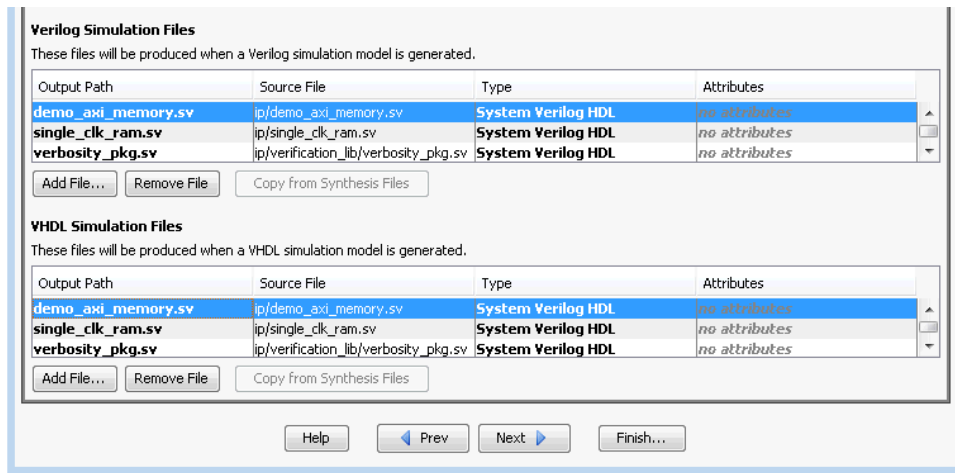 Verilog Simulation Files
These files will be produced when a Verilog simulation model is generated.
Output Path Source File Type Attributes
demo_axi_memory.sv ip/demo_axi_memory.sv System Verilog HDL no attributes
single_clk_ram.sv ip/single_clk_ram.sv System Verilog HDL no attributes
verbosity_pkg.sv ip/verification_lib/verbosity_pkg.sv System Verilog HDL no attributes
Add File... Remove File Copy from Synthesis Files
VHDL Simulation Files
These files will be produced when a VHDL simulation model is generated.
Output Path Source File Type Attributes
demo_axi_memory.sv ip/demo_axi_memory.sv System Verilog HDL no attributes
single_clk_ram.sv ip/single_clk_ram.sv System Verilog HDL no attributes
verbosity_pkg.sv ip/verification_lib/verbosity_pkg.sv System Verilog HDL no attributes
Add File... Remove File Copy from Synthesis Files
Help Prev Next Finish...